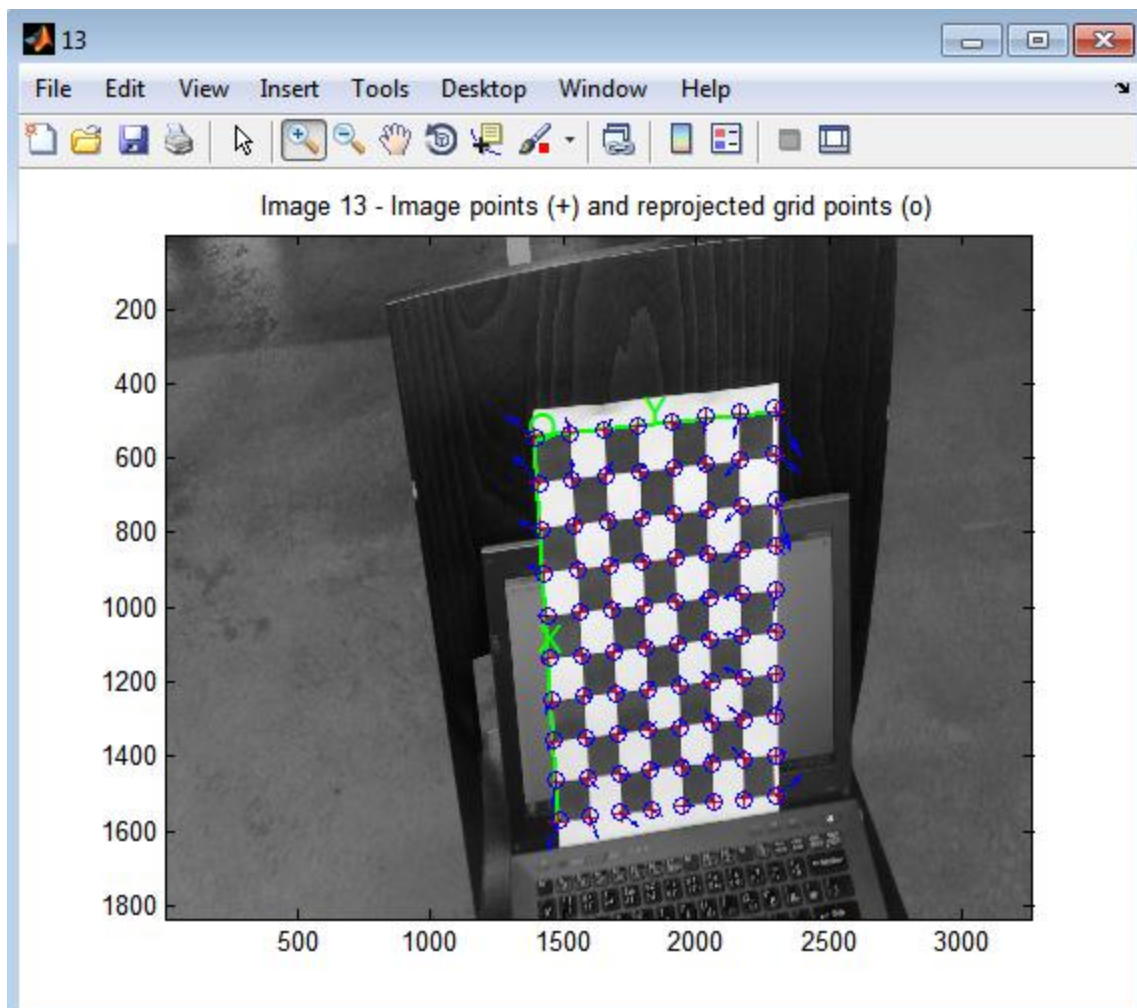 13
File Edit View Insert Tools Desktop Window Help
Image 13 - Image points (+) and reprojected grid points (o)
O
Y
X
200
400
600
800
1000
1200
1400
1600
1800
500 1000 1500 2000 2500 3000